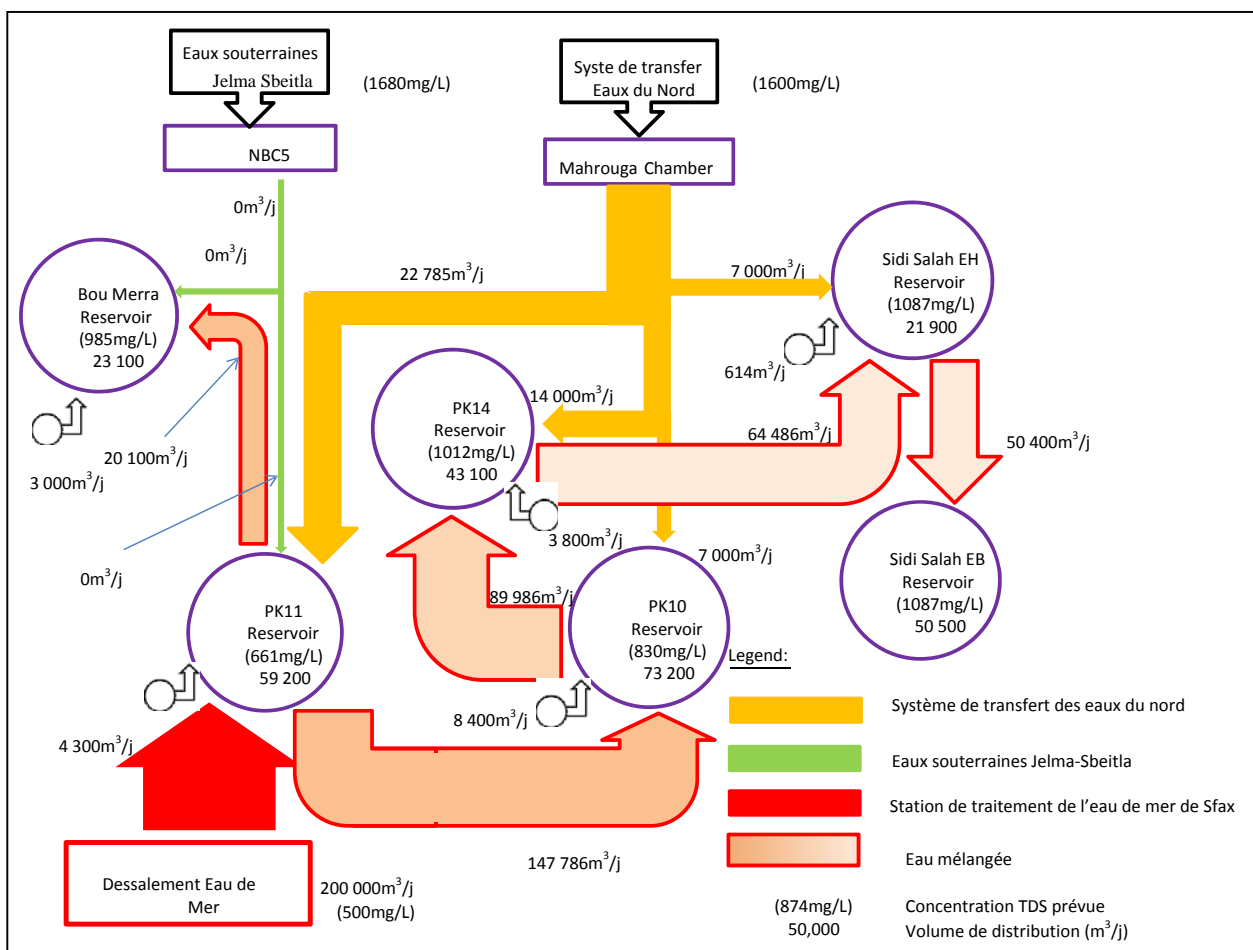 Eaux souterraines
Jelma Sbeitla
(1680mg/L)
Syste de transfer
Eaux du Nord
(1600mg/L)
NBC5
Mahrouga Chamber
0m³/j
0m³/j
22 785m³/j
7 000m³/j
Sidi Salah EH
Reservoir
(1087mg/L)
21 900
Bou Merra
Reservoir
(985mg/L)
23 100
614m³/j
PK14
Reservoir
(1012mg/L)
43 100
14 000m³/j
64 486m³/j
50 400m³/j
20 100m³/j
3 000m³/j
3 800m³/j
7 000m³/j
Sidi Salah EB
Reservoir
(1087mg/L)
50 500
0m³/j
89 986m³/j
PK11
Reservoir
(661mg/L)
59 200
PK10
Reservoir
(830mg/L)
73 200
Legend:
8 400m³/j
4 300m³/j
Système de transfert des eaux du nord
Eaux souterraines Jelma-Sbeitla
Station de traitement de l'eau de mer de Sfax
Eau mélangée
147 786m³/j
Dessalement Eau de
Mer
200 000m³/j
(500mg/L)
(874mg/L) Concentration TDS prévue
50,000 Volume de distribution (m³/j)